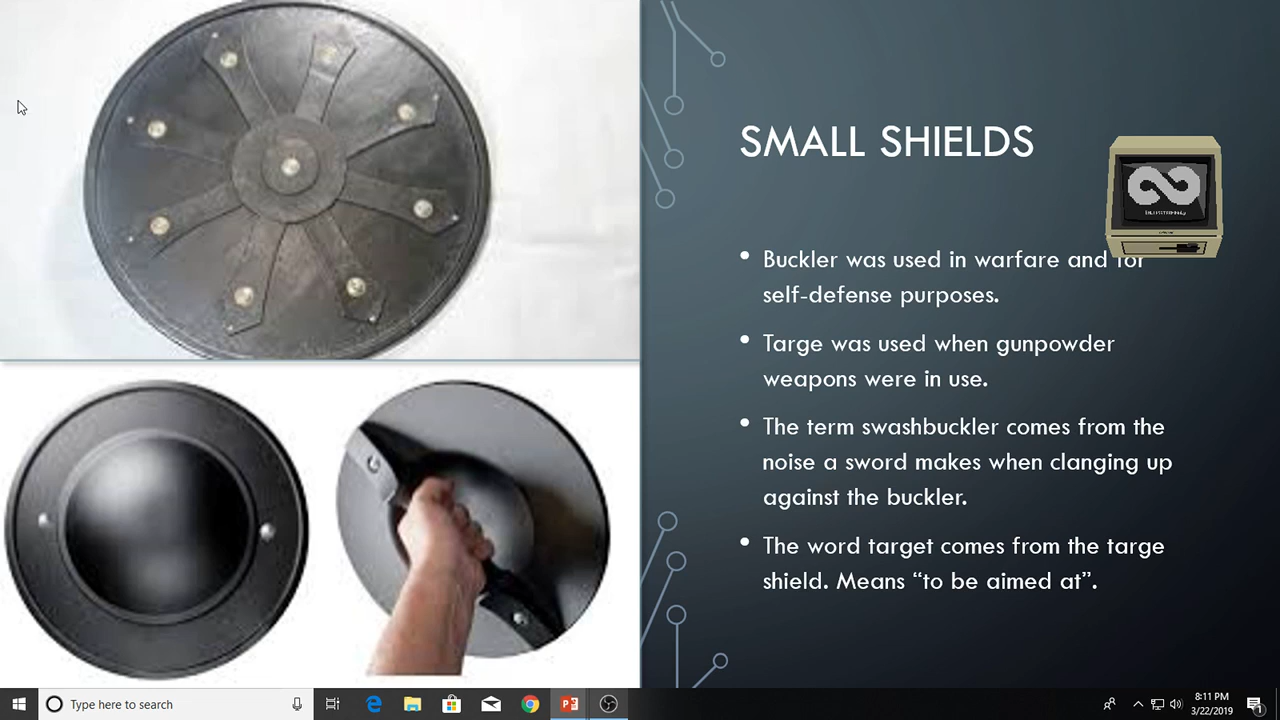 SMALL SHIELDS
• Buckler was used in warfare and for
self-defense purposes.
• Targe was used when gunpowder
weapons were in use.
• The term swashbuckler comes from the
noise a sword makes when clanging up
against the buckler.
• The word target comes from the targe
shield. Means “to be aimed at”.
Type here to search
8:11 PM
3/22/2019